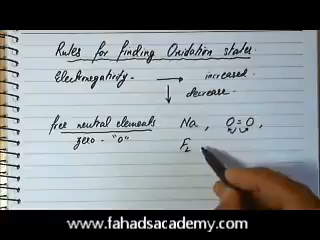 Rules for finding Oxidation states.
Electronegativity. → increased.
↓ decrease.
free neutral elements Na, O=O,
zero - "0" F₂
www.fahadsacademy.com